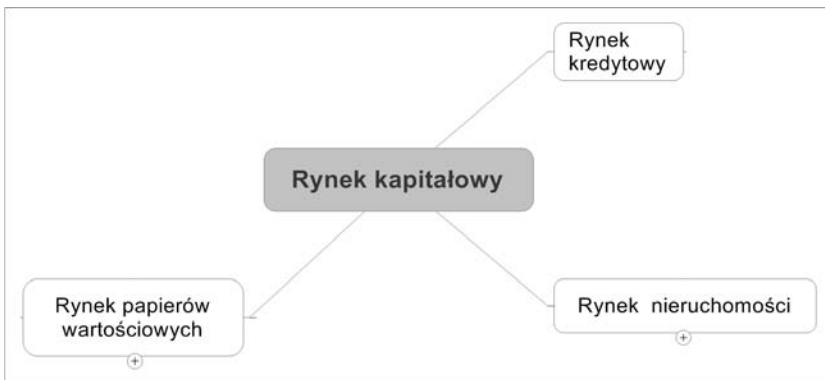 Rynek
kredytowy
Rynek kapitałowy
Rynek papierów
wartościowych
Rynek nieruchomości